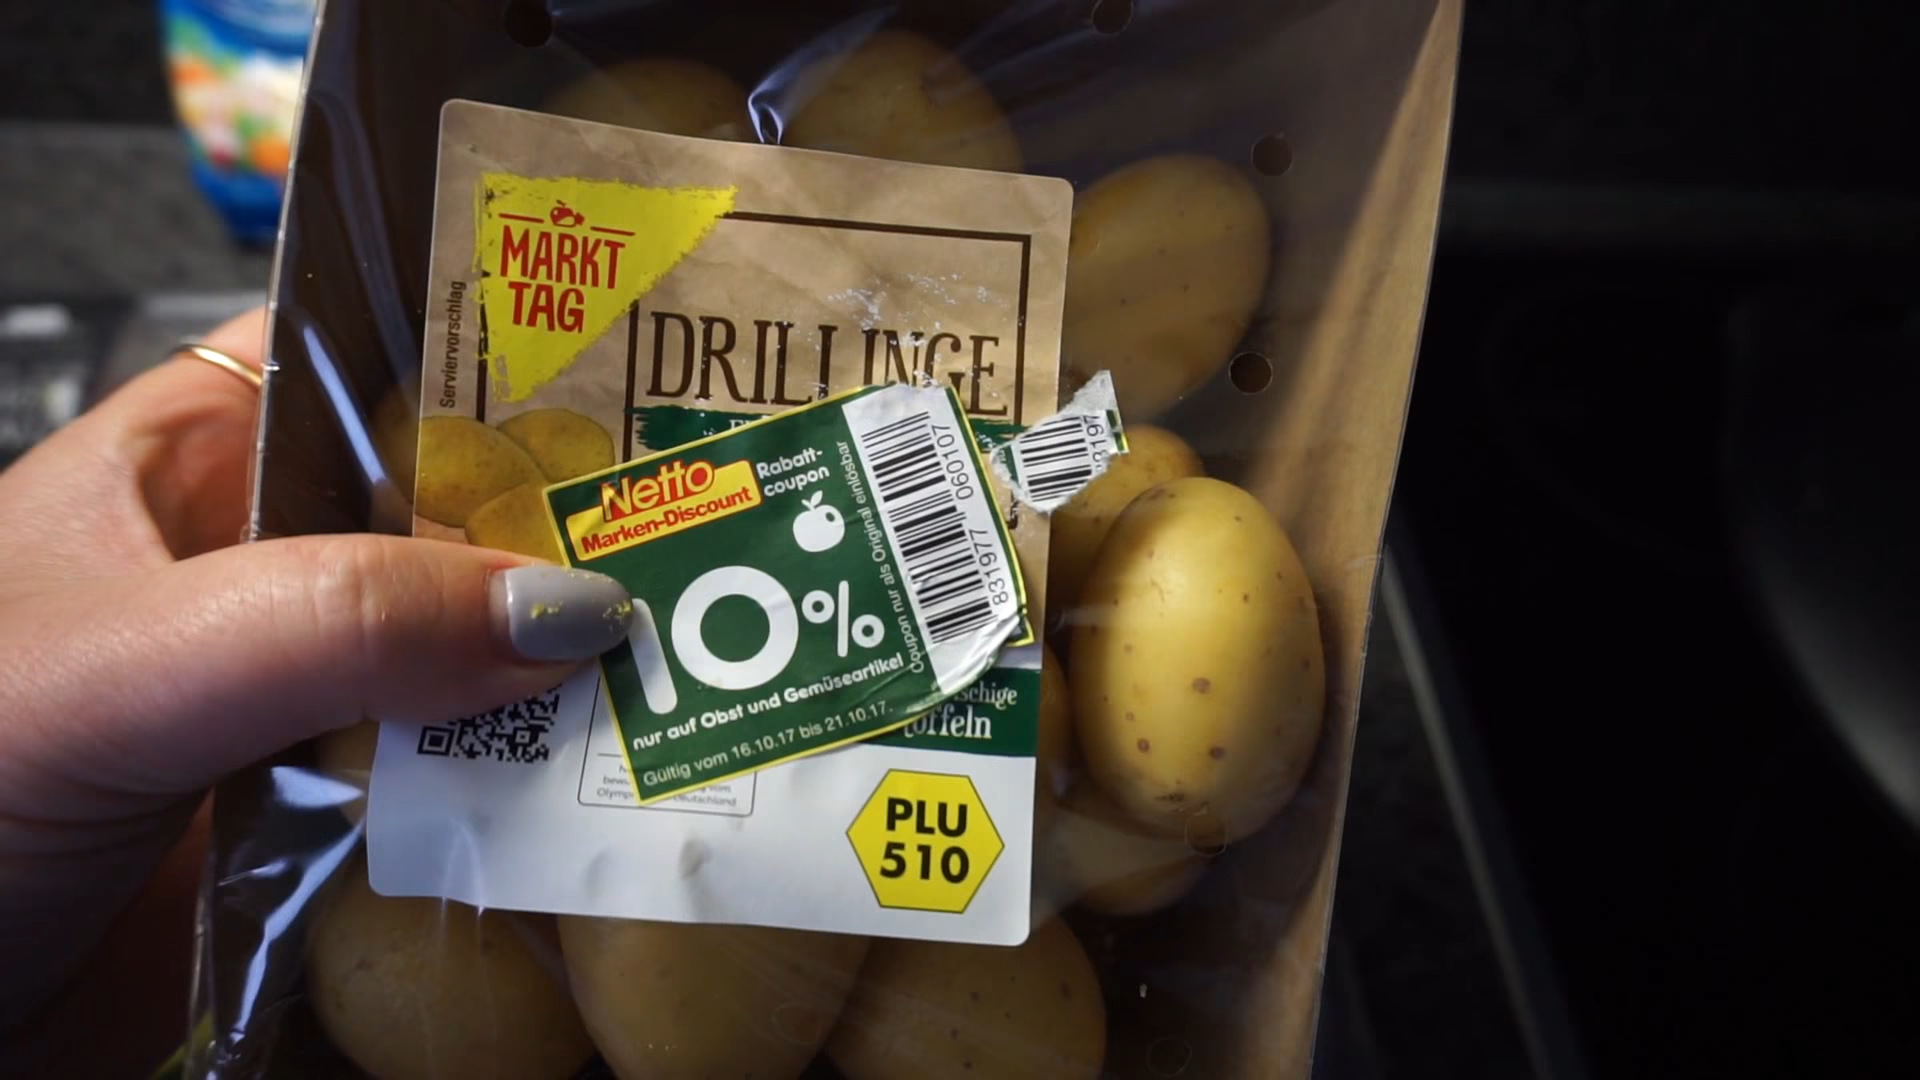 MARKT
TAG
Serviervorschlag
DRILLINGE
Netto
Marken-Discount
Rabatt-
coupon
10%
nur auf Obst und Gemüseartikel
Gültig vom 16.10.17 bis 21.10.17.
Coupon nur als Original einlösbar
831977 060107
PLU
510